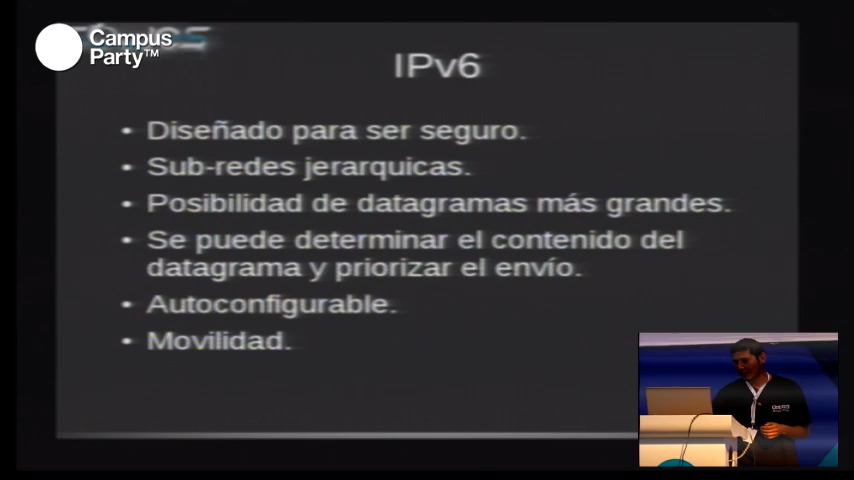 Campus
Party™
IPv6
• Diseñado para ser seguro.
• Sub-redes jerarquicas.
• Posibilidad de datagramas más grandes.
• Se puede determinar el contenido del
datagrama y priorizar el envío.
• Autoconfigurable.
• Movilidad.